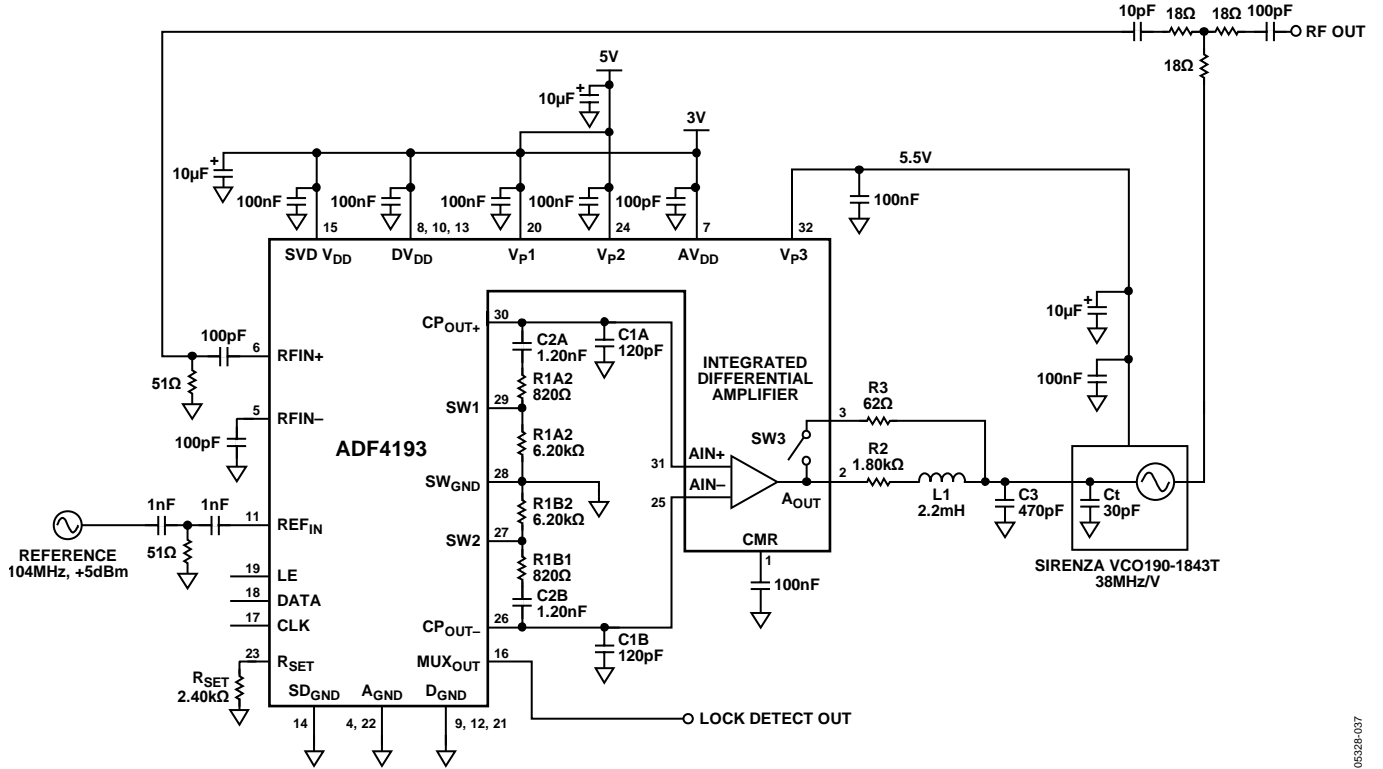 10pF 18Ω 18Ω 100pF
RF OUT
18Ω
5V
10µF +
3V
10µF +
5.5V
100nF 100nF 100nF 100nF 100pF 100nF
15 8, 10, 13 20 24 7 32
SVD VDD DVDD VP1 VP2 AVDD VP3
10µF +
100nF
100pF
6 RFIN+
51Ω
5 RFIN–
100pF
ADF4193
1nF 1nF
11 REFIN
51Ω
REFERENCE
104MHz, +5dBm
19 LE
18 DATA
17 CLK
23 RSET
RSET
2.40kΩ
SDGND AGND DGND
14 4, 22 9, 12, 21
CPOUT+ 30
C2A
1.20nF
C1A
120pF
R1A2
820Ω
SW1 29
R1A2
6.20kΩ
SWGND 28
R1B2
6.20kΩ
SW2 27
R1B1
820Ω
C2B
1.20nF
CPOUT– 26
C1B
120pF
MUXOUT 16
LOCK DETECT OUT
INTEGRATED
DIFFERENTIAL
AMPLIFIER
SW3
31 AIN+
25 AIN–
AOUT
CMR
1
100nF
3
R3
62Ω
2
R2
1.80kΩ
L1
2.2mH
C3
470pF
Ct
30pF
SIRENZA VCO190-1843T
38MHz/V
05328-037